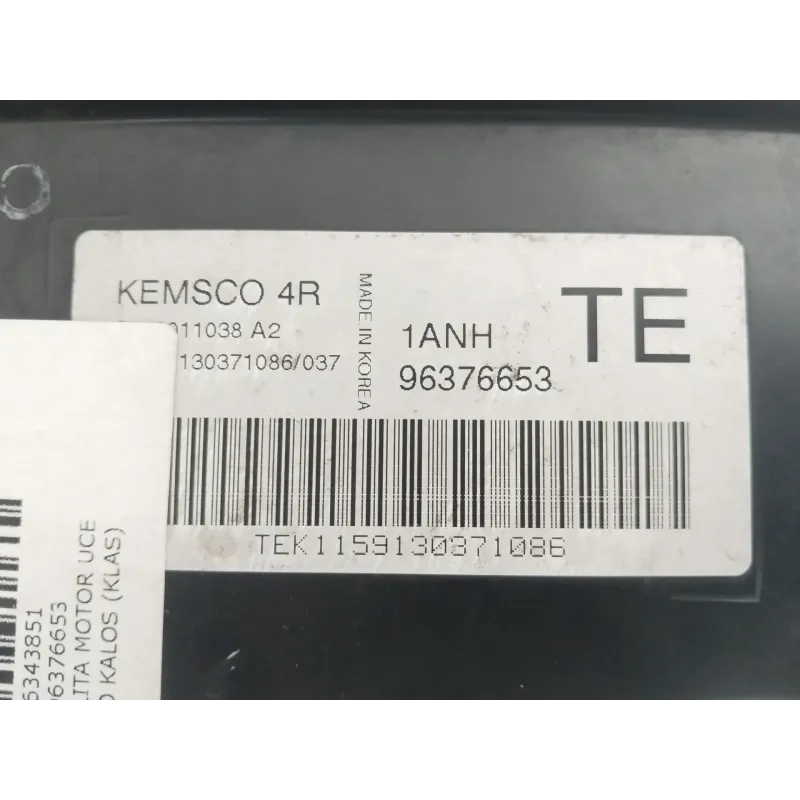 KEMSCO 4R
011038 A2
130371086/037
MADE IN KOREA
1ANH
96376653
TE
TEK1159130371086
6343851
96376653
LITA MOTOR UCE
O KALOS (KLAS)